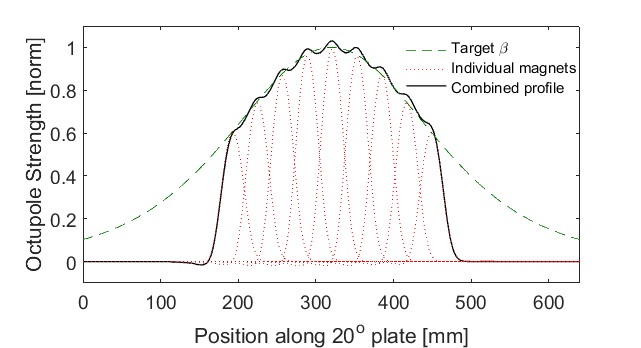 Target β
Individual magnets
Combined profile
Octupole Strength [norm]
1
0.8
0.6
0.4
0.2
0
0 100 200 300 400 500 600
Position along 20° plate [mm]